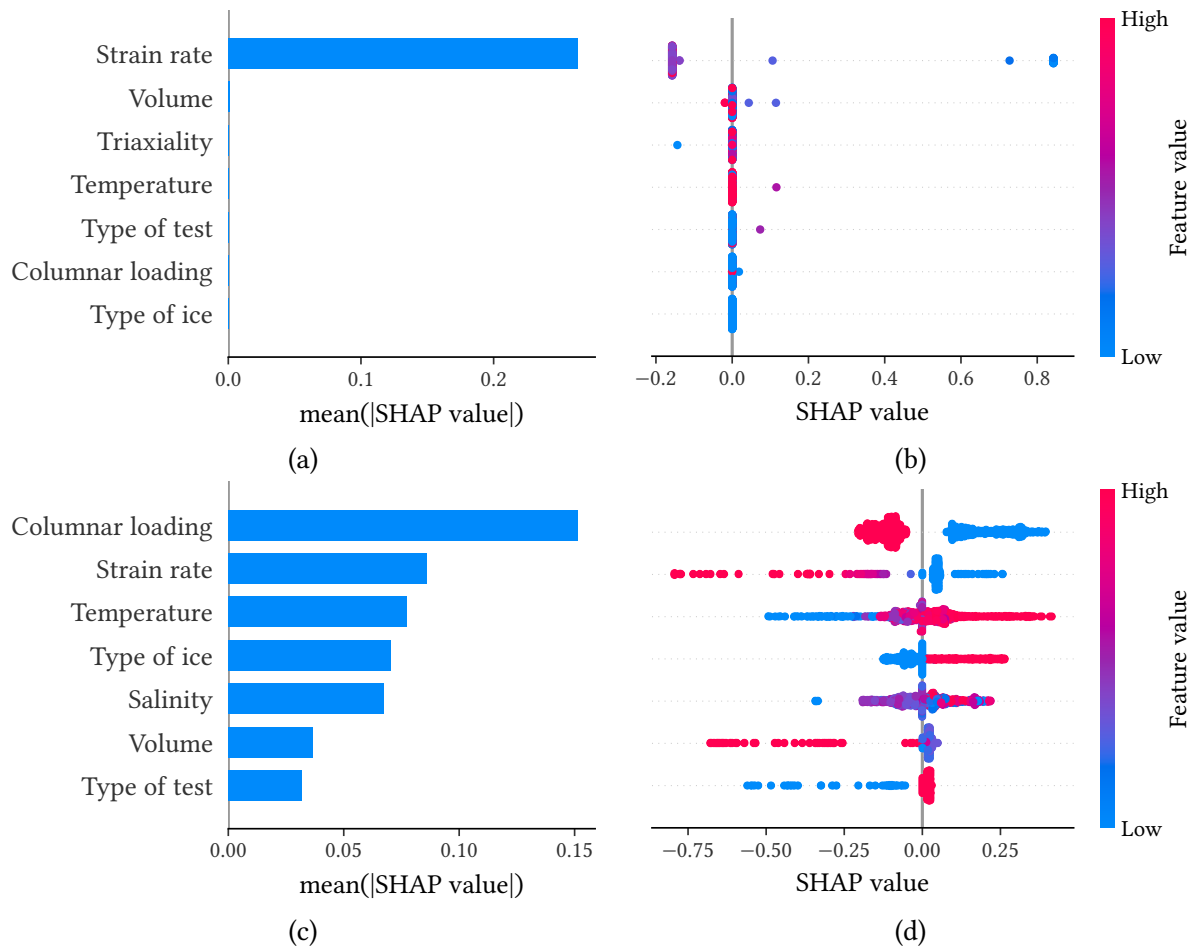 Strain rate
Volume
Triaxiality
Temperature
Type of test
Columnar loading
Type of ice
0.0 0.1 0.2
mean(|SHAP value|)
(a)
−0.2 0.0 0.2 0.4 0.6 0.8
SHAP value
(b)
High
Feature value
Low
Columnar loading
Strain rate
Temperature
Type of ice
Salinity
Volume
Type of test
0.00 0.05 0.10 0.15
mean(|SHAP value|)
(c)
−0.75 −0.50 −0.25 0.00 0.25
SHAP value
(d)
High
Feature value
Low